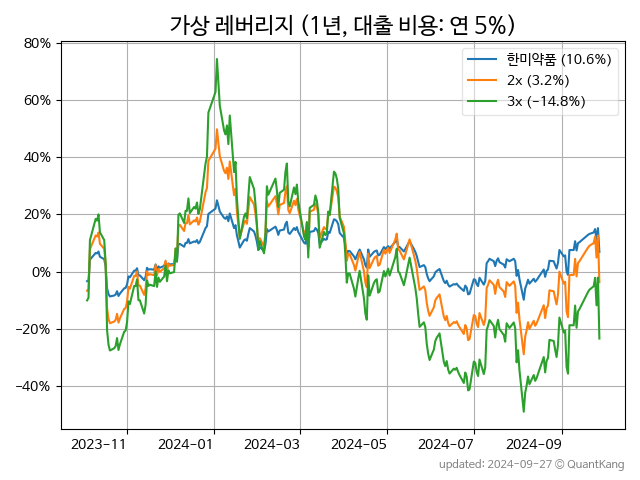 가상 레버리지 (1년, 대출 비용: 연 5%)
80%
60%
40%
20%
0%
−20%
−40%
한미약품 (10.6%)
2x (3.2%)
3x (−14.8%)
2023-11
2024-01
2024-03
2024-05
2024-07
2024-09
updated: 2024-09-27 © QuantKang